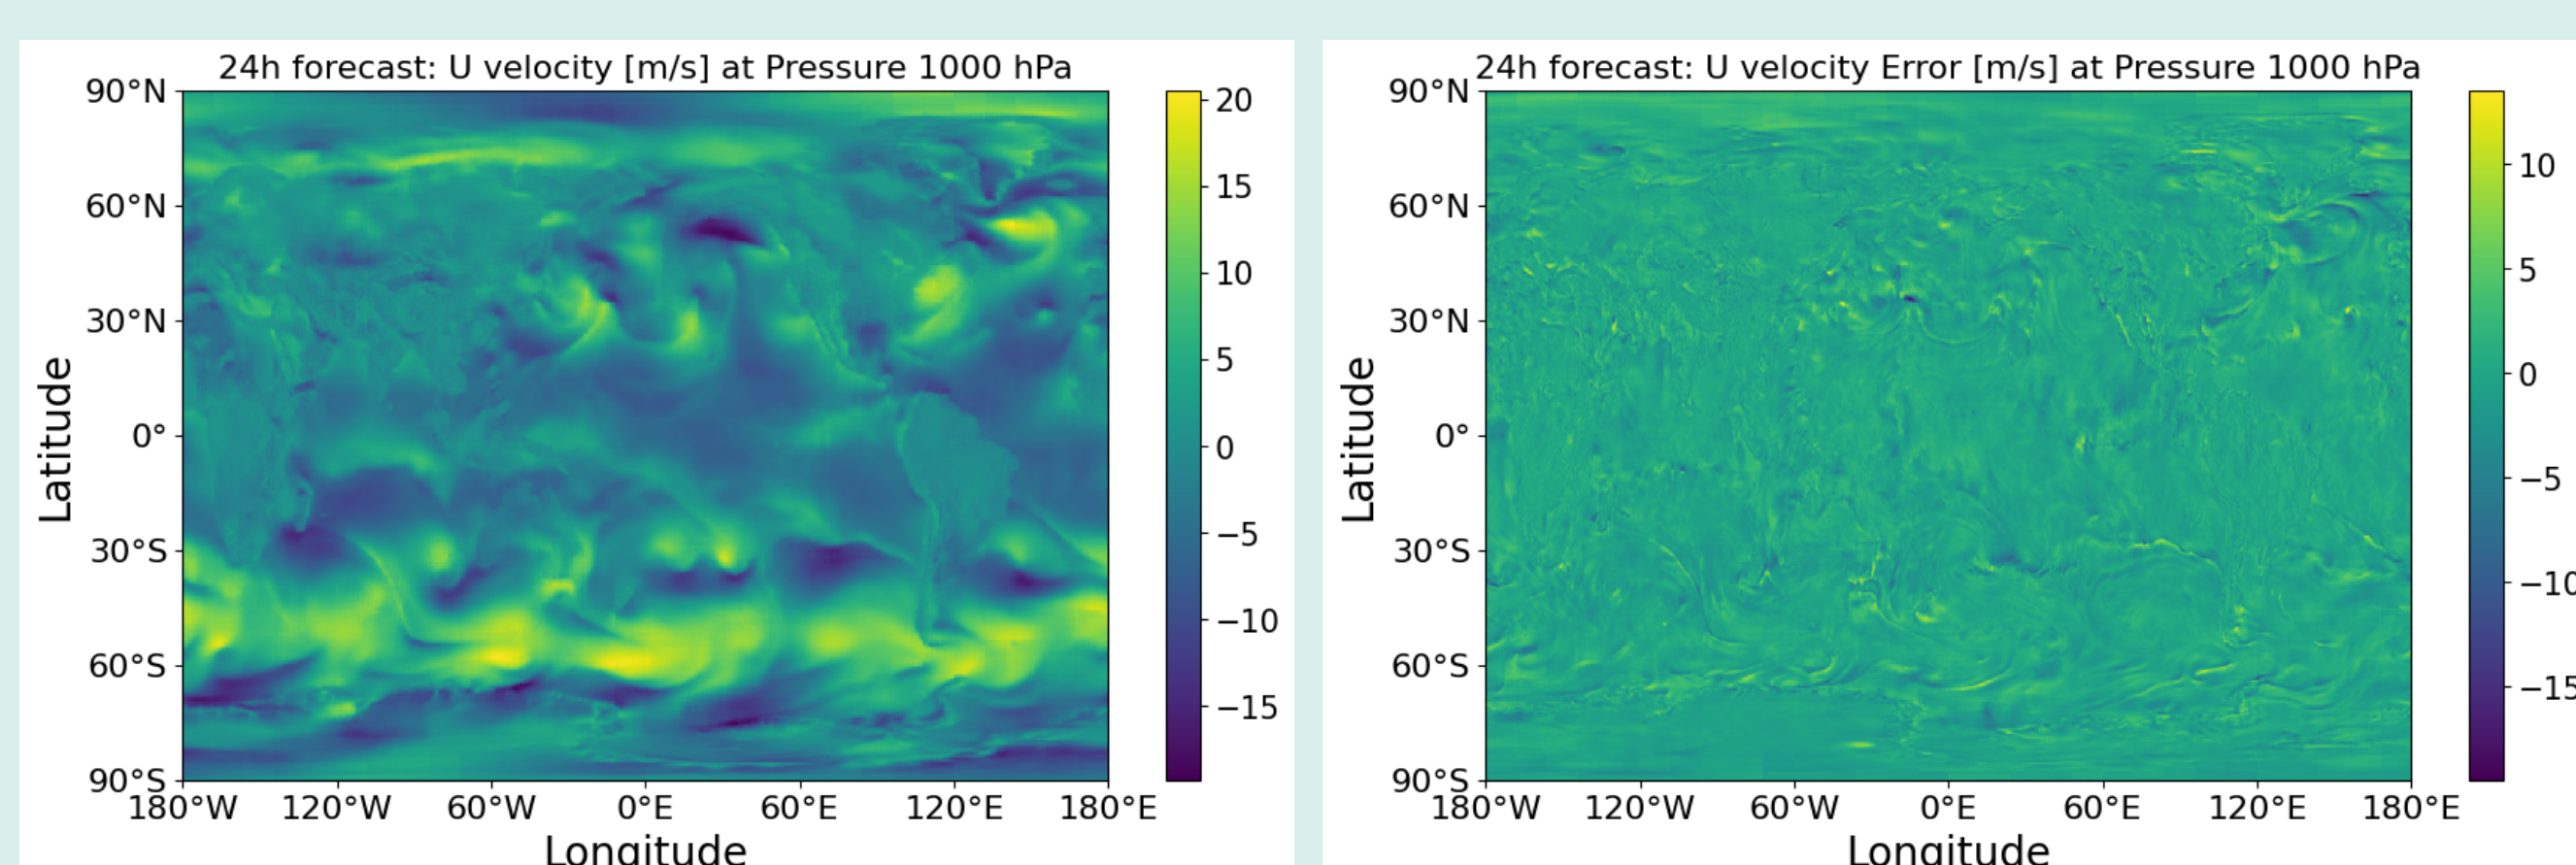 24h forecast: U velocity [m/s] at Pressure 1000 hPa
90°N
60°N
30°N
0°
30°S
60°S
90°S
Latitude
180°W 120°W 60°W 0°E 60°E 120°E 180°E
Longitude
20
15
10
5
0
−5
−10
−15
24h forecast: U velocity Error [m/s] at Pressure 1000 hPa
90°N
60°N
30°N
0°
30°S
60°S
90°S
Latitude
180°W 120°W 60°W 0°E 60°E 120°E 180°E
Longitude
10
5
0
−5
−10
−15